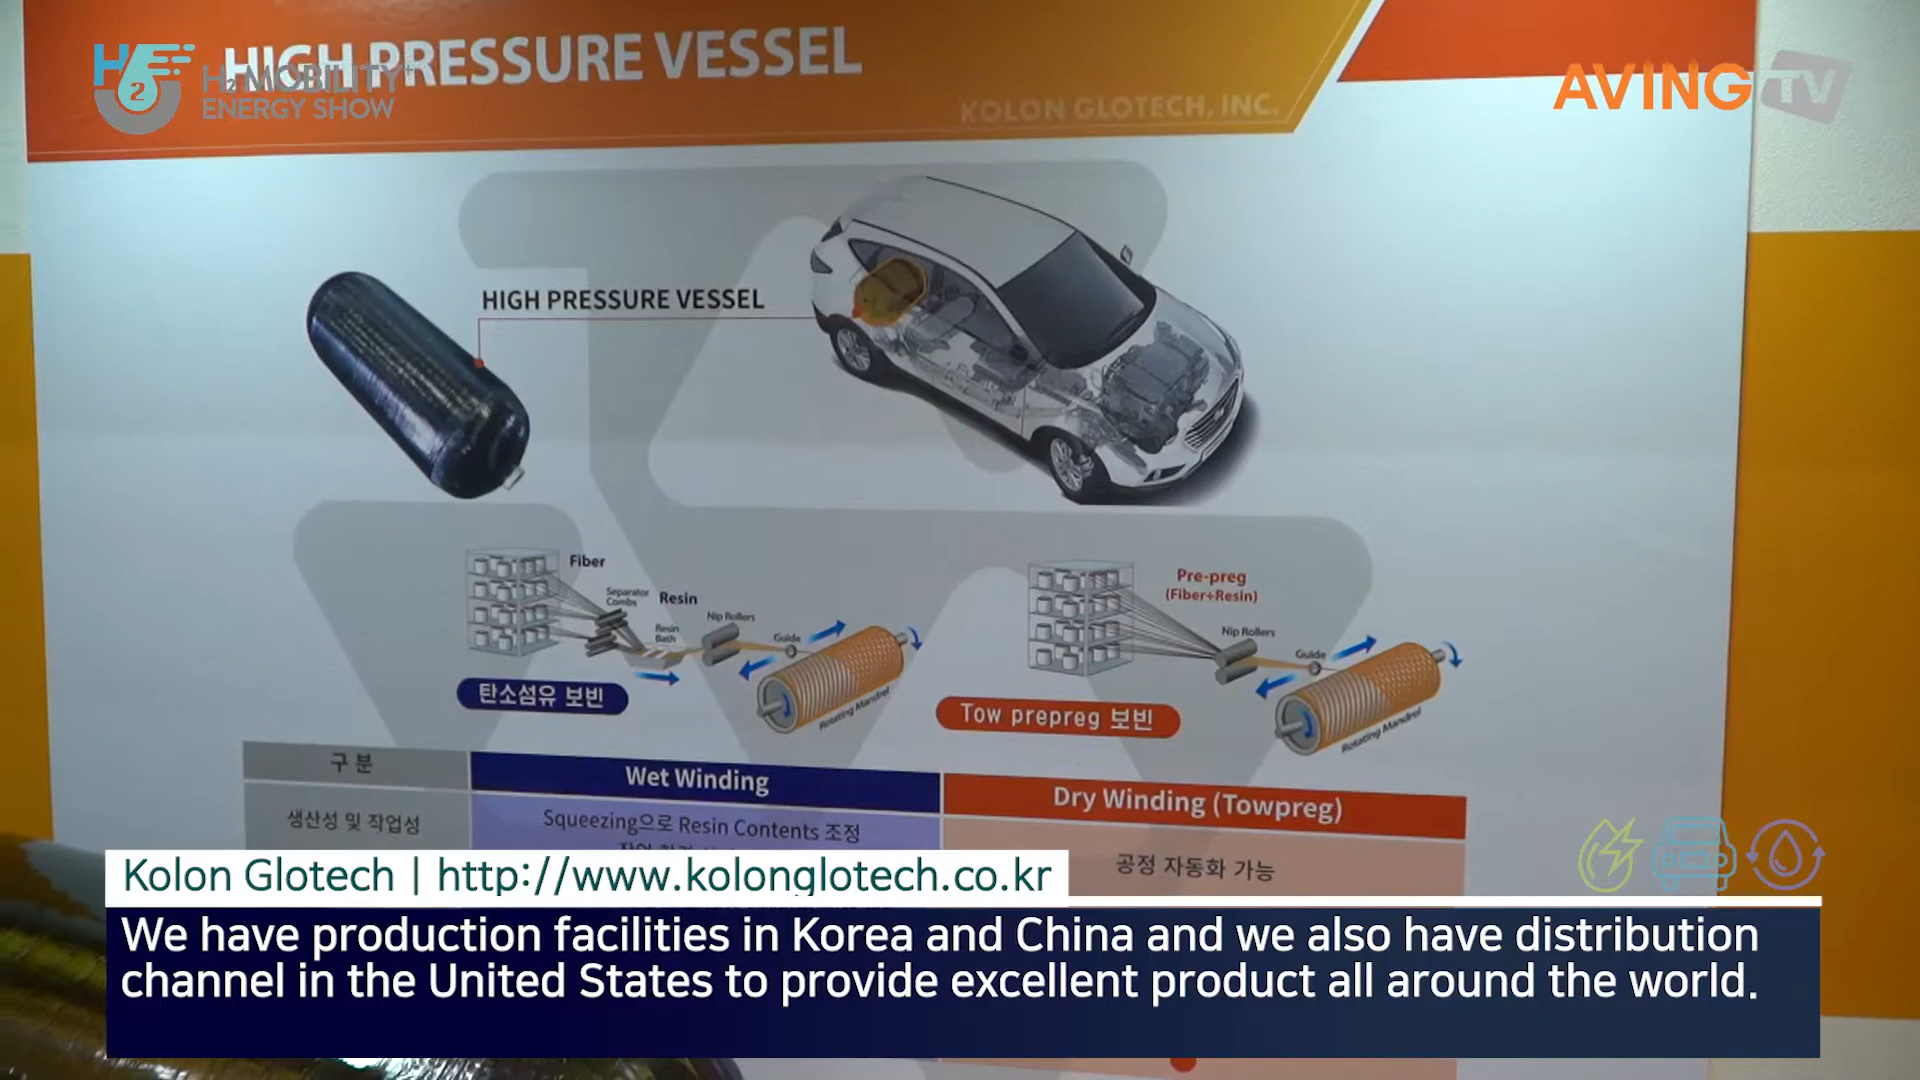 HIGH PRESSURE VESSEL
H2 MOBILITY+
ENERGY SHOW
KOLON GLOTECH, INC.
AVING TV
HIGH PRESSURE VESSEL
Fiber
Separator
Combs
Resin
Resin
Bath
Nip Rollers
Guide
Rotating Mandrel
탄소섬유 보빈
Pre-preg
(Fiber+Resin)
Nip Rollers
Guide
Rotating Mandrel
Tow prepreg 보빈
구 분
Wet Winding
Dry Winding (Towpreg)
생산성 및 작업성
Squeezing으로 Resin Contents 조정
공정 자동화 가능
Kolon Glotech | http://www.kolonglotech.co.kr
We have production facilities in Korea and China and we also have distribution
channel in the United States to provide excellent product all around the world.